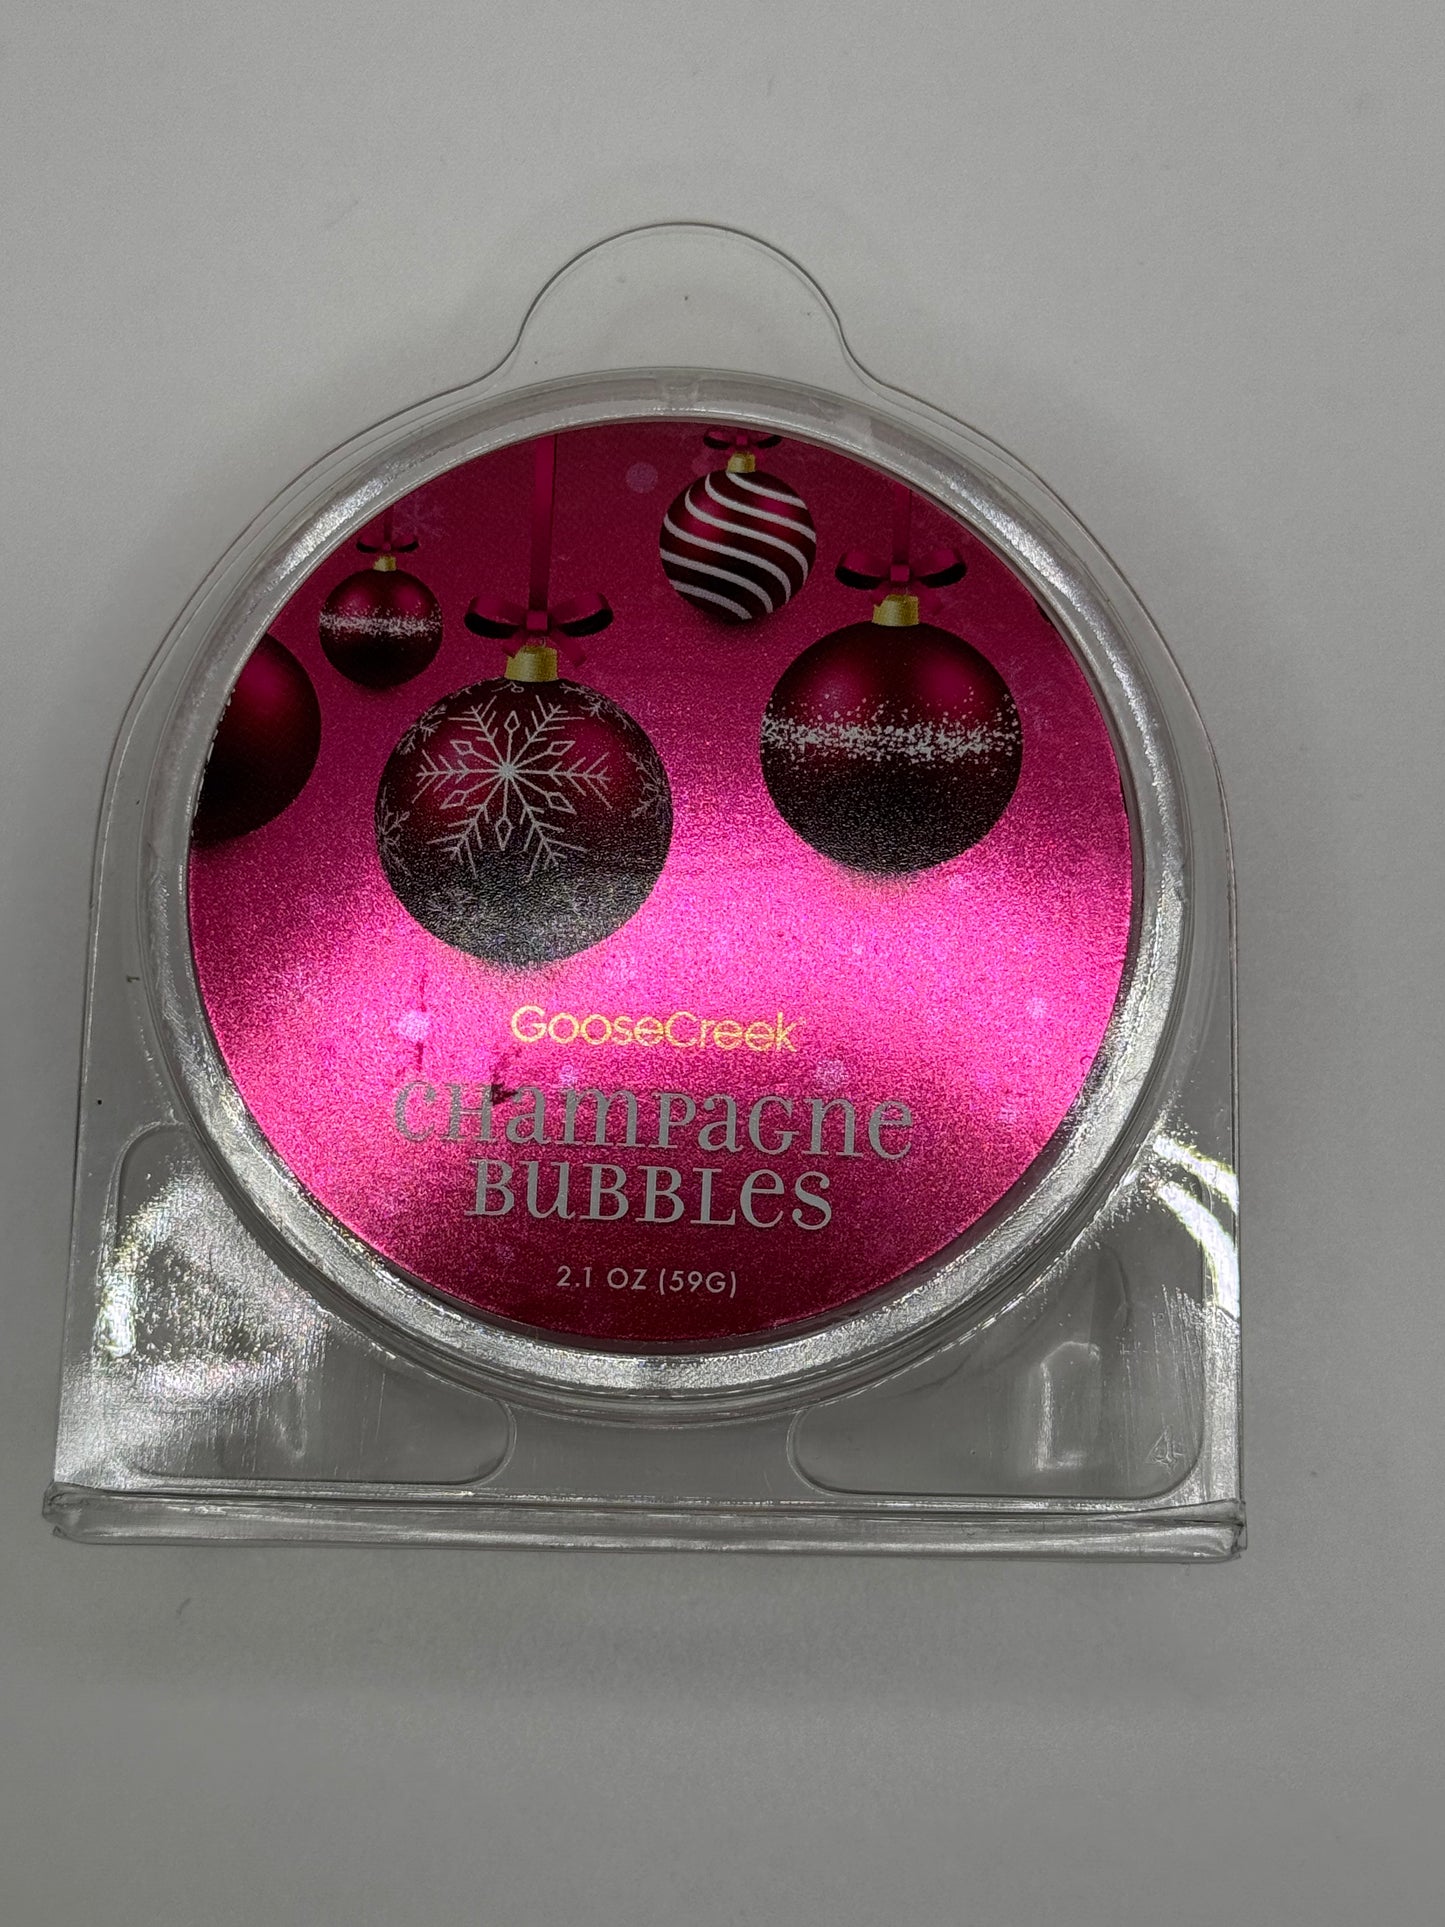 GooseCreek
CHamPaGne
BUBBLes
2.1 OZ (59G)